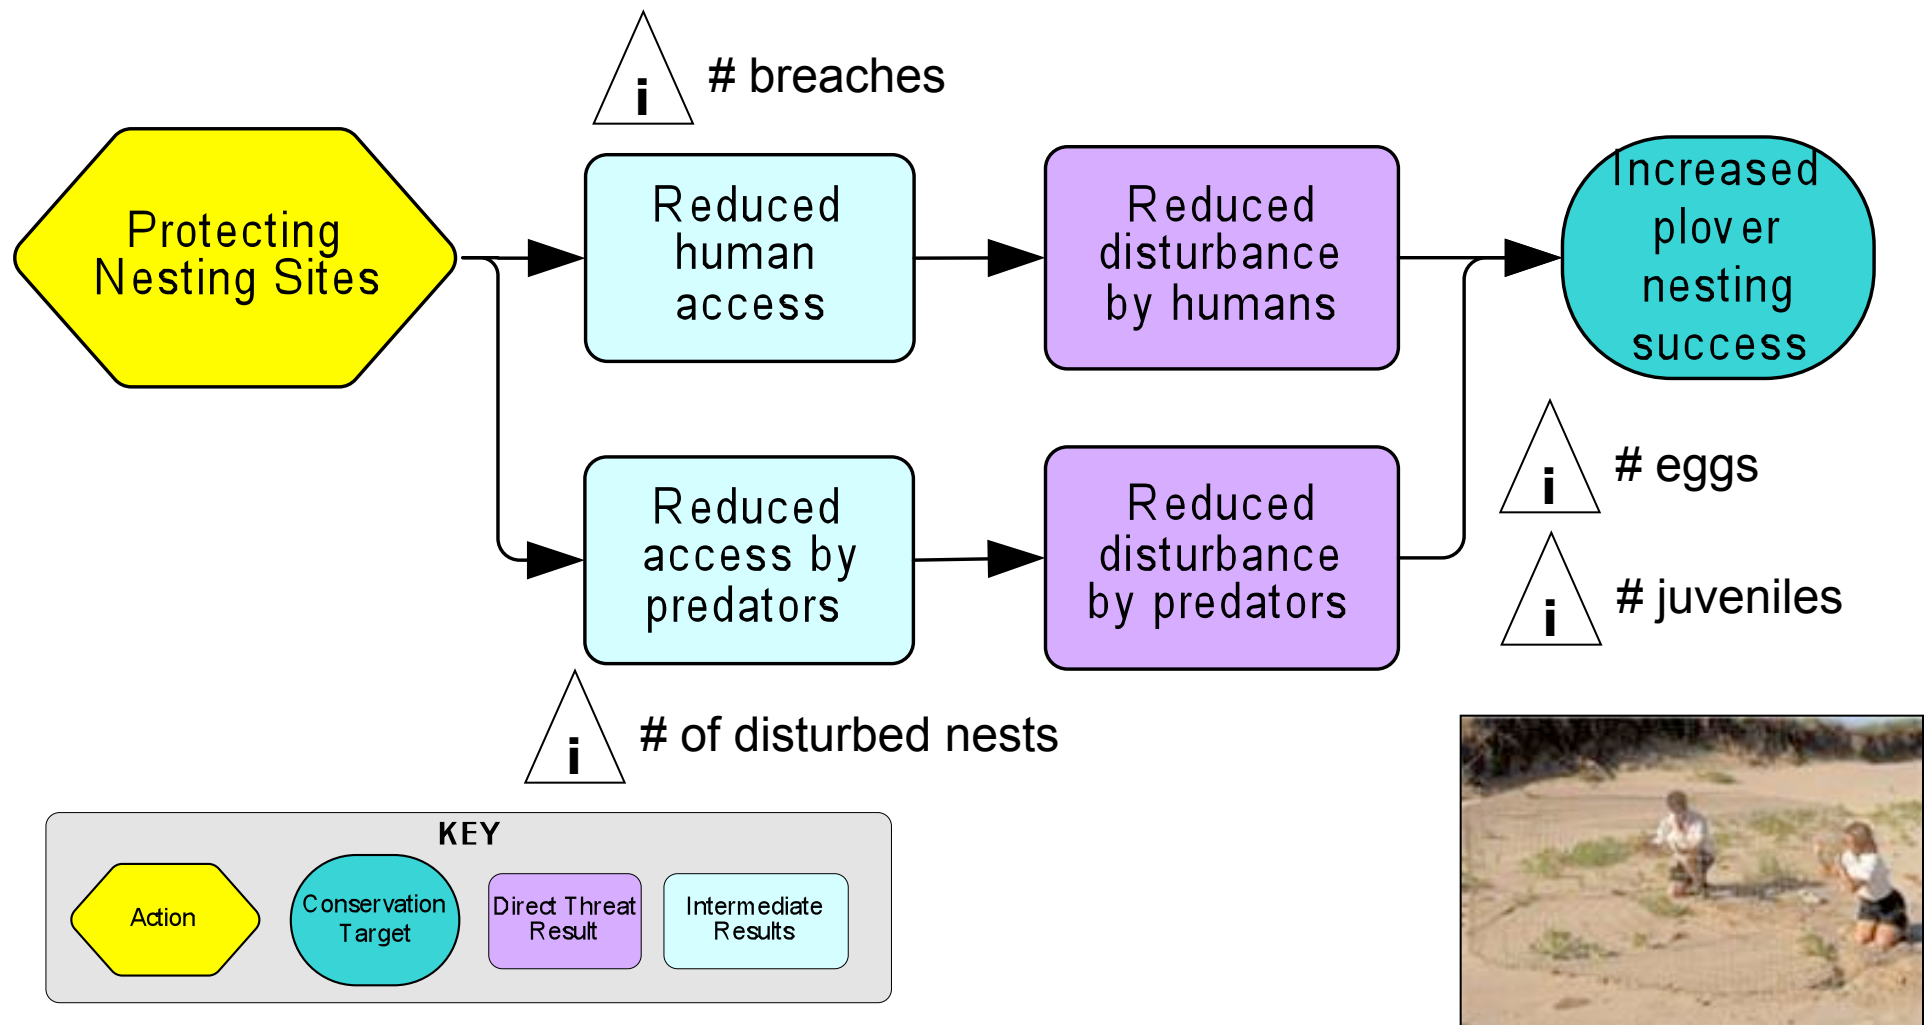 i
# breaches
Protecting
Nesting Sites
Reduced
human
access
Reduced
disturbance
by humans
Increased
plover
nesting
success
i
# eggs
Reduced
access by
predators
Reduced
disturbance
by predators
i
# juveniles
i
# of disturbed nests
KEY
Action
Conservation
Target
Direct Threat
Result
Intermediate
Results